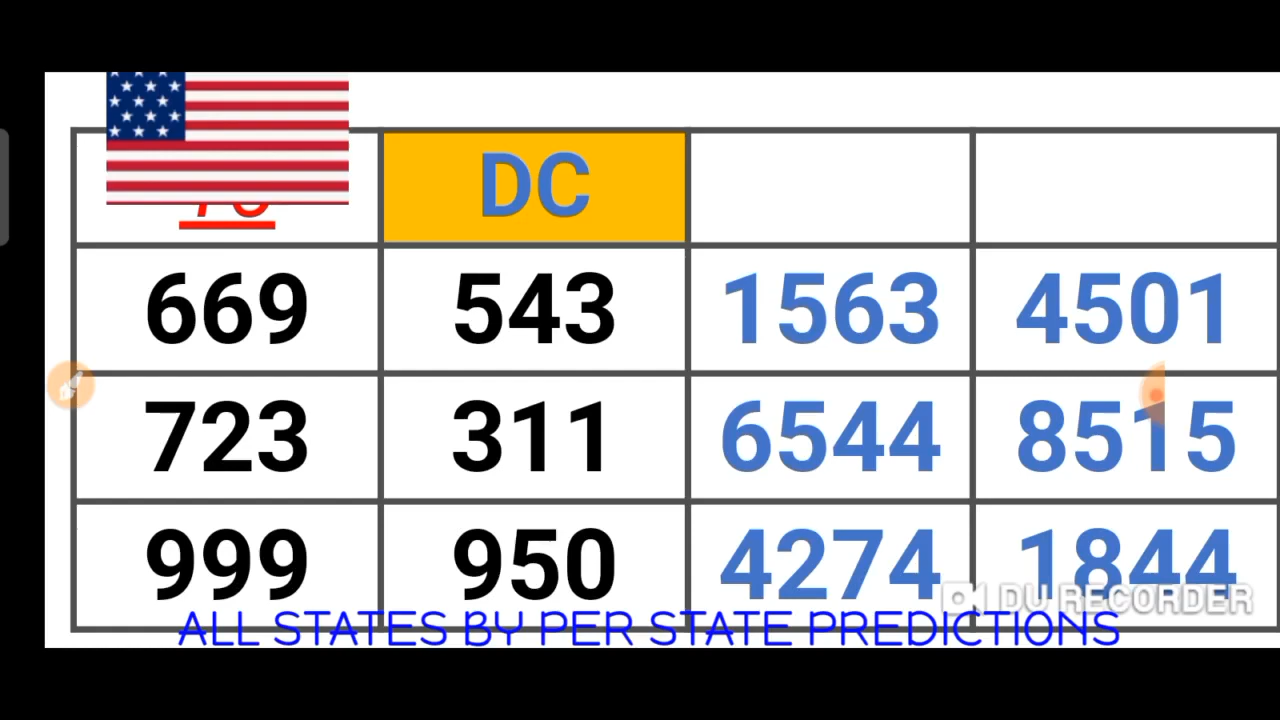 DC
669 543 1563 4501
723 311 6544 8515
999 950 4274 1844
DU RECORDER
ALL STATES BY PER STATE PREDICTIONS